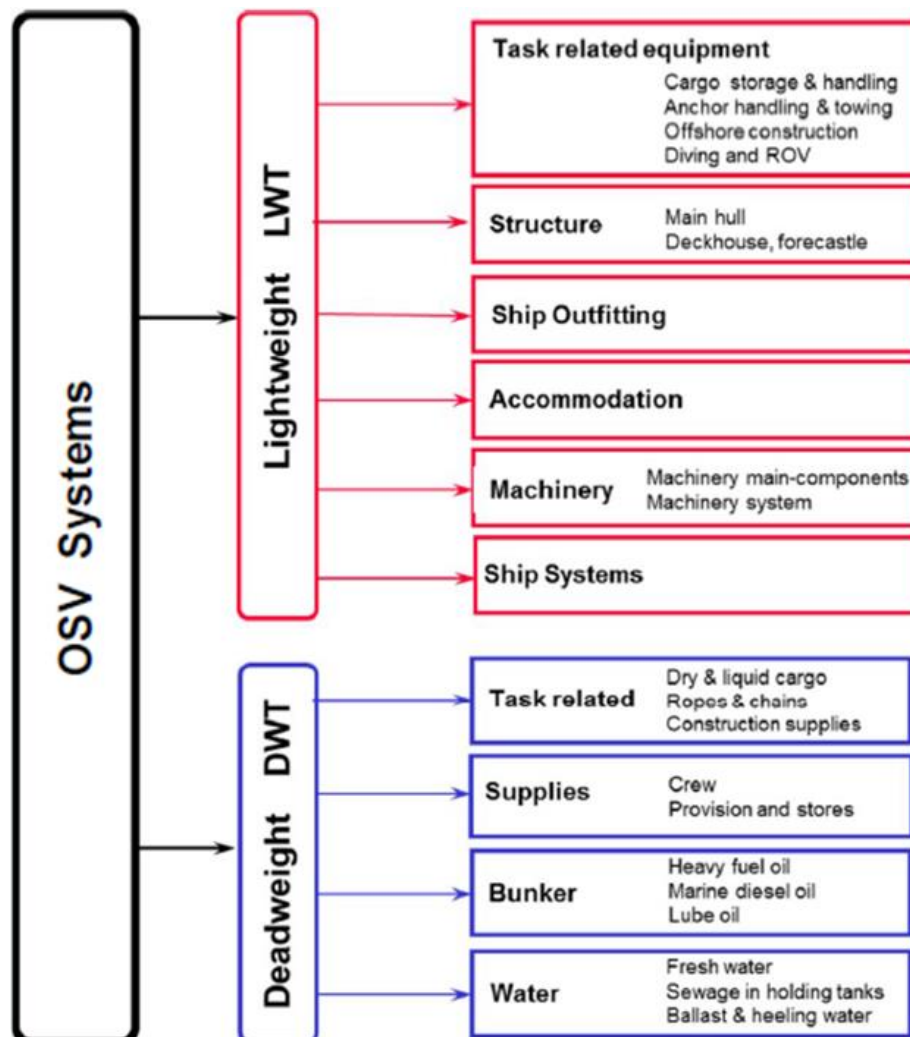 OSV Systems
Lightweight LWT
Task related equipment
Cargo storage & handling
Anchor handling & towing
Offshore construction
Diving and ROV
Structure
Main hull
Deckhouse, forecastle
Ship Outfitting
Accommodation
Machinery
Machinery main-components
Machinery system
Ship Systems
Deadweight DWT
Task related
Dry & liquid cargo
Ropes & chains
Construction supplies
Supplies
Crew
Provision and stores
Bunker
Heavy fuel oil
Marine diesel oil
Lube oil
Water
Fresh water
Sewage in holding tanks
Ballast & heeling water